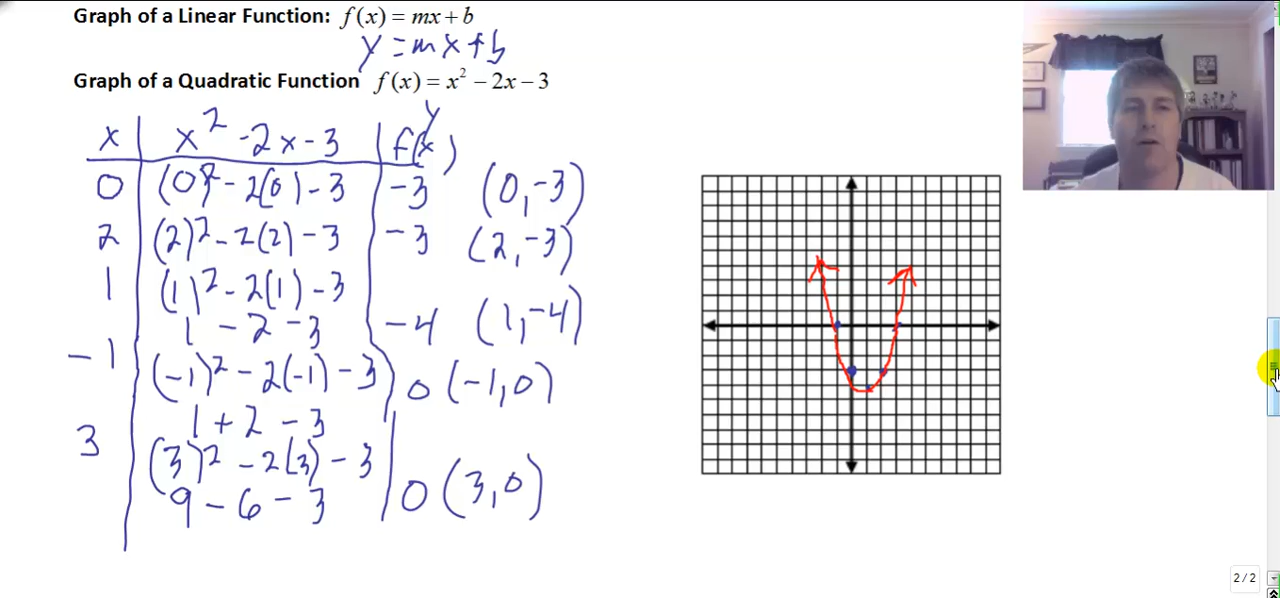 Graph of a Linear Function: f(x) = mx + b
y = mx + b
Graph of a Quadratic Function f(x) = x² − 2x − 3
y
x | x² - 2x - 3 | f(x)
0 | (0)² - 2(0) - 3 | -3 (0,-3)
2 | (2)² - 2(2) - 3 | -3 (2,-3)
1 | (1)² - 2(1) - 3
1 - 2 - 3 | -4 (1,-4)
-1 | (-1)² - 2(-1) - 3 | 0 (-1,0)
1 + 2 - 3
3 | (3)² - 2(3) - 3
9 - 6 - 3 | 0 (3,0)
2/2